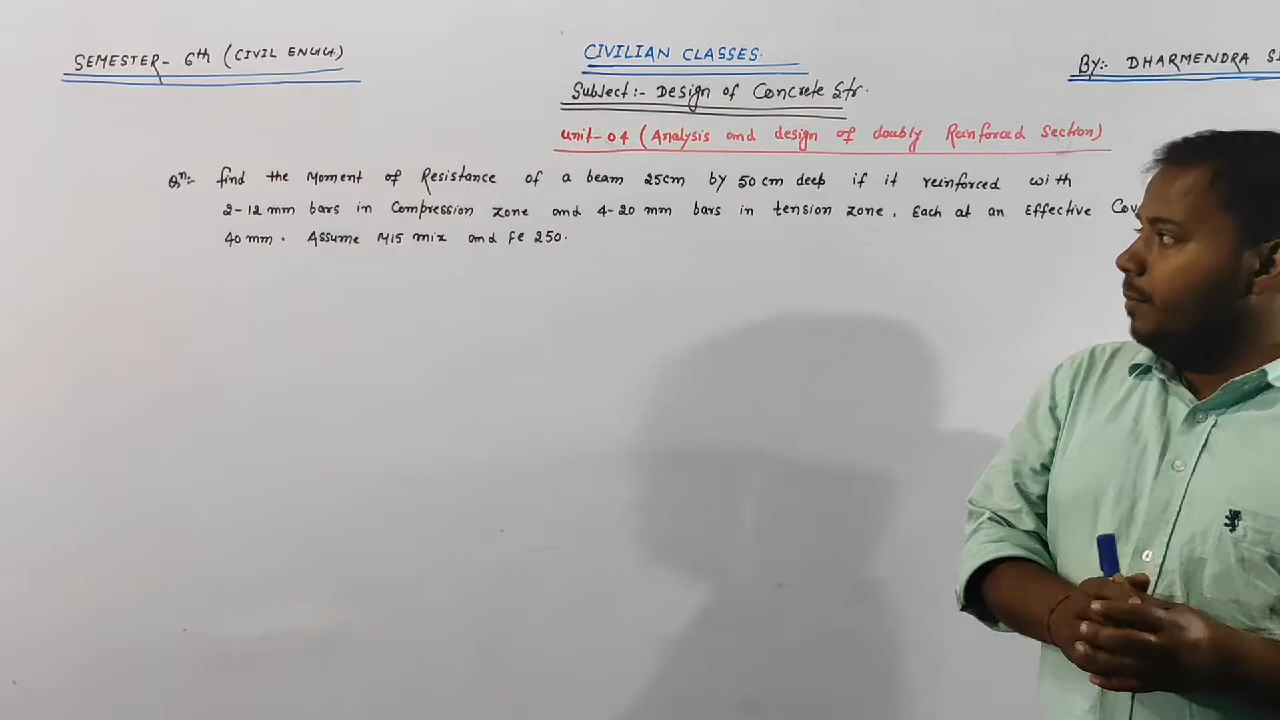 SEMESTER- 6th (CIVIL ENGG.)
CIVILIAN CLASSES.
By:- DHARMENDRA
Subject:- Design of Concrete Str.
Unit-04 (Analysis and design of doubly Reinforced Section)
Qn:- find the Moment of Resistance of a beam 25cm by 50 cm deep if it reinforced with
2-12 mm bars in Compression zone and 4-20 mm bars in tension zone. Each at an Effective
40 mm. Assume M15 mix and fe 250.